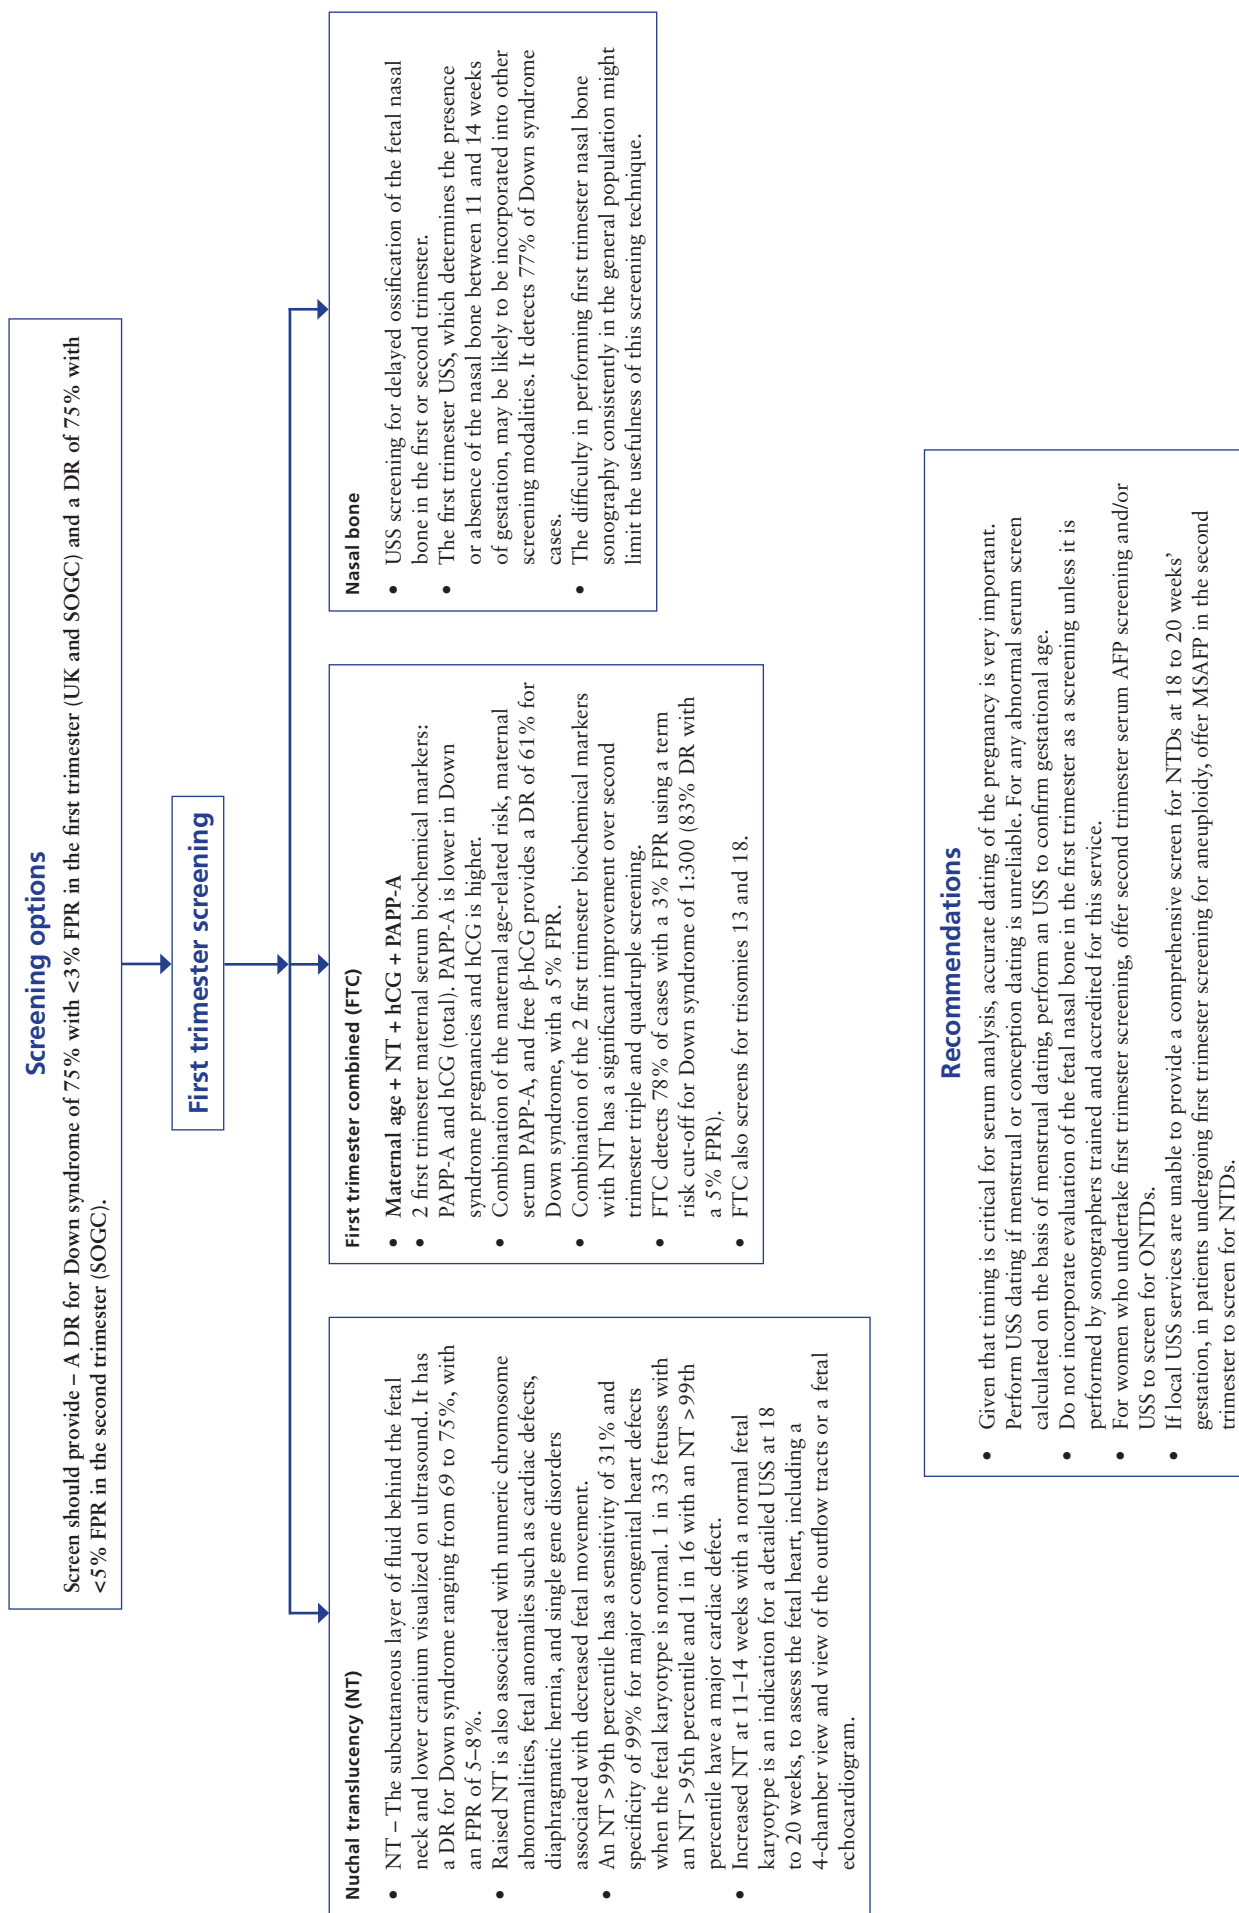 Screening options
Screen should provide – A DR for Down syndrome of 75% with <3% FPR in the first trimester (UK and SOGC) and a DR of 75% with
<5% FPR in the second trimester (SOGC).
First trimester screening
Nuchal translucency (NT)
• NT – The subcutaneous layer of fluid behind the fetal
neck and lower cranium visualized on ultrasound. It has
a DR for Down syndrome ranging from 69 to 75%, with
an FPR of 5–8%.
• Raised NT is also associated with numeric chromosome
abnormalities, fetal anomalies such as cardiac defects,
diaphragmatic hernia, and single gene disorders
associated with decreased fetal movement.
• An NT >99th percentile has a sensitivity of 31% and
specificity of 99% for major congenital heart defects
when the fetal karyotype is normal. 1 in 33 fetuses with
an NT >95th percentile and 1 in 16 with an NT >99th
percentile have a major cardiac defect.
• Increased NT at 11–14 weeks with a normal fetal
karyotype is an indication for a detailed USS at 18
to 20 weeks, to assess the fetal heart, including a
4-chamber view and view of the outflow tracts or a fetal
echocardiogram.
First trimester combined (FTC)
• Maternal age + NT + hCG + PAPP-A
• 2 first trimester maternal serum biochemical markers:
PAPP-A and hCG (total). PAPP-A is lower in Down
syndrome pregnancies and hCG is higher.
• Combination of the maternal age-related risk, maternal
serum PAPP-A, and free β-hCG provides a DR of 61% for
Down syndrome, with a 5% FPR.
• Combination of the 2 first trimester biochemical markers
with NT has a significant improvement over second
trimester triple and quadruple screening.
• FTC detects 78% of cases with a 3% FPR using a term
risk cut-off for Down syndrome of 1:300 (83% DR with
a 5% FPR).
• FTC also screens for trisomies 13 and 18.
Nasal bone
• USS screening for delayed ossification of the fetal nasal
bone in the first or second trimester.
• The first trimester USS, which determines the presence
or absence of the nasal bone between 11 and 14 weeks
of gestation, may be likely to be incorporated into other
screening modalities. It detects 77% of Down syndrome
cases.
• The difficulty in performing first trimester nasal bone
sonography consistently in the general population might
limit the usefulness of this screening technique.
Recommendations
• Given that timing is critical for serum analysis, accurate dating of the pregnancy is very important.
Perform USS dating if menstrual or conception dating is unreliable. For any abnormal serum screen
calculated on the basis of menstrual dating, perform an USS to confirm gestational age.
• Do not incorporate evaluation of the fetal nasal bone in the first trimester as a screening unless it is
performed by sonographers trained and accredited for this service.
• For women who undertake first trimester screening, offer second trimester serum AFP screening and/or
USS to screen for ONTDs.
• If local USS services are unable to provide a comprehensive screen for NTDs at 18 to 20 weeks'
gestation, in patients undergoing first trimester screening for aneuploidy, offer MSAFP in the second
trimester to screen for NTDs.